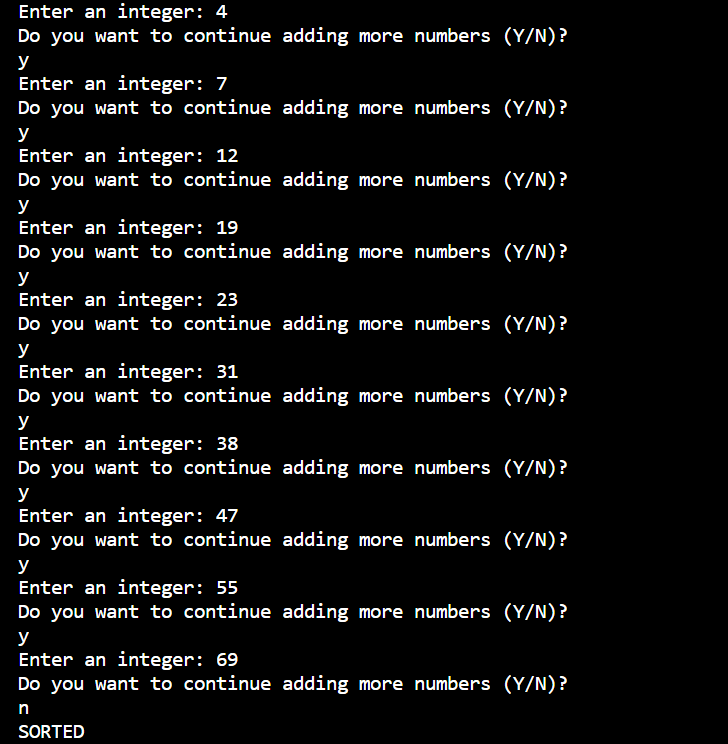 Enter an integer: 4
Do you want to continue adding more numbers (Y/N)?
y
Enter an integer: 7
Do you want to continue adding more numbers (Y/N)?
y
Enter an integer: 12
Do you want to continue adding more numbers (Y/N)?
y
Enter an integer: 19
Do you want to continue adding more numbers (Y/N)?
y
Enter an integer: 23
Do you want to continue adding more numbers (Y/N)?
y
Enter an integer: 31
Do you want to continue adding more numbers (Y/N)?
y
Enter an integer: 38
Do you want to continue adding more numbers (Y/N)?
y
Enter an integer: 47
Do you want to continue adding more numbers (Y/N)?
y
Enter an integer: 55
Do you want to continue adding more numbers (Y/N)?
y
Enter an integer: 69
Do you want to continue adding more numbers (Y/N)?
n
SORTED